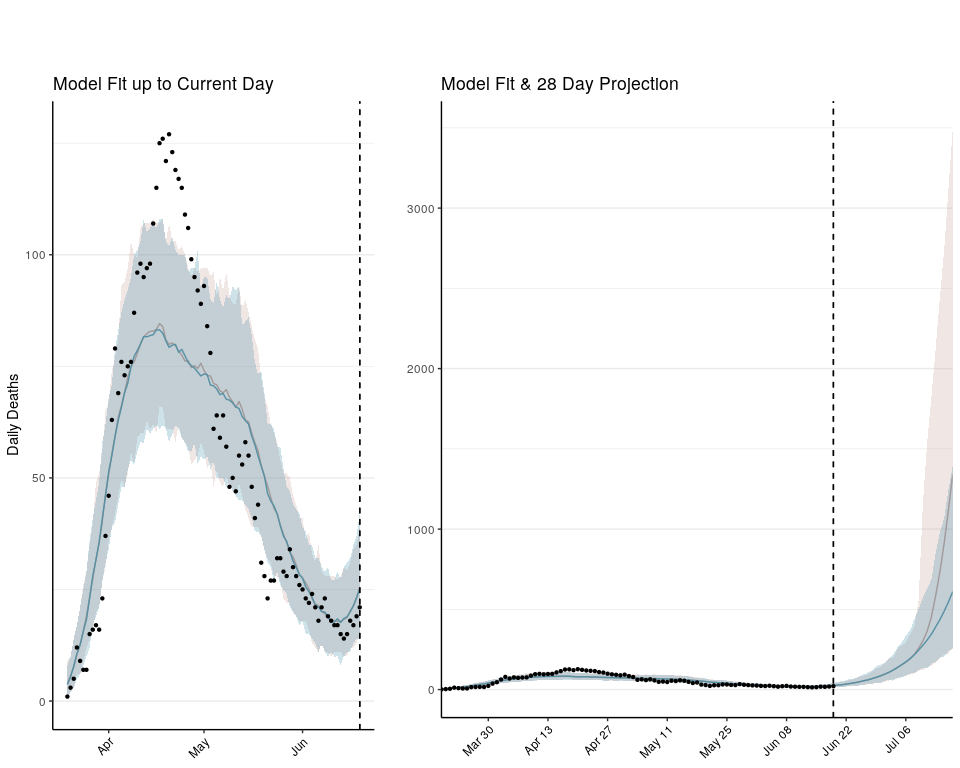 Model Fit up to Current Day
Model Fit & 28 Day Projection
Daily Deaths
100
50
0
Apr
May
Jun
3000
2000
1000
0
Mar 30
Apr 13
Apr 27
May 11
May 25
Jun 08
Jun 22
Jul 06